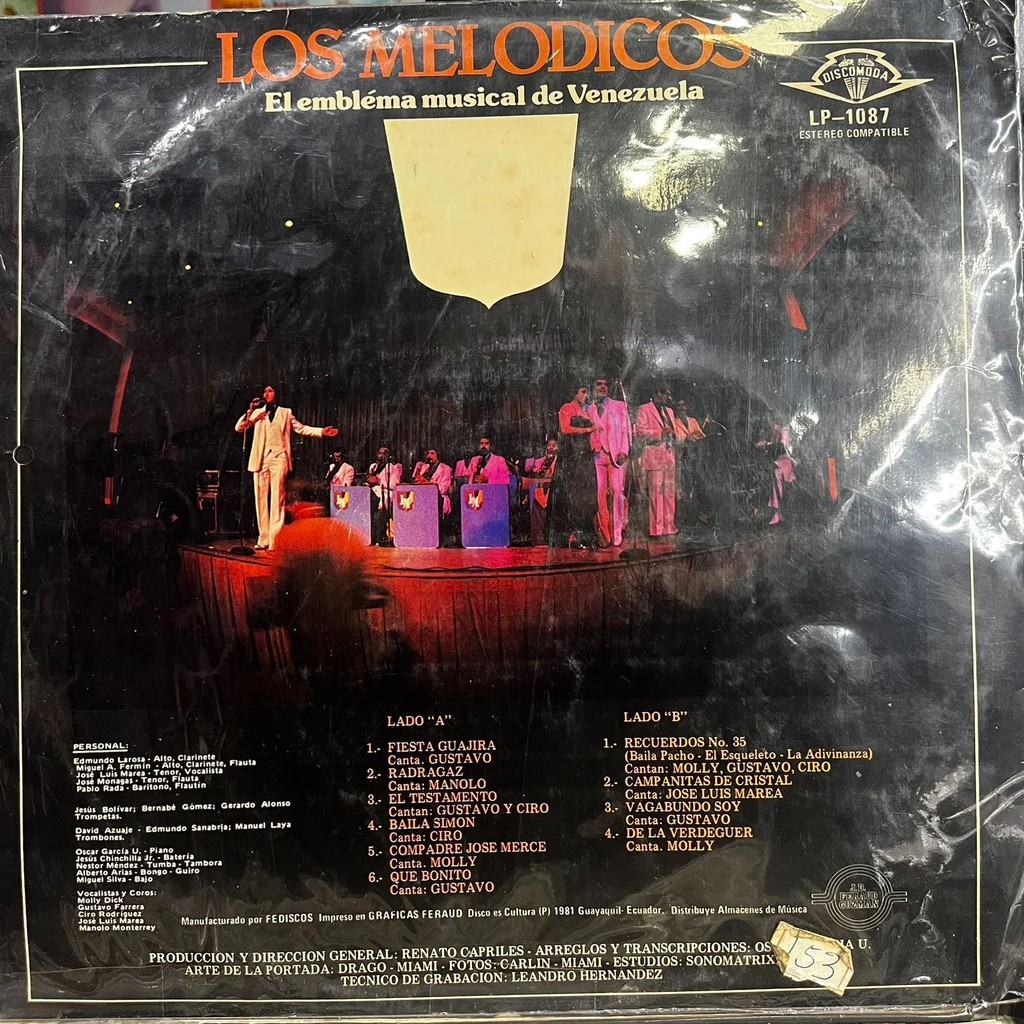 LOS MELODICOS
El embléma musical de Venezuela
DISCOMODA
LP-1087
ESTEREO COMPATIBLE
LADO "A"
1.- FIESTA GUAJIRA
Canta. GUSTAVO
2.- RADRAGAZ
Canta: MANOLO
3.- EL TESTAMENTO
Cantan: GUSTAVO Y CIRO
4.- BAILA SIMON
Canta: CIRO
5.- COMPADRE JOSE MERCE
Canta. MOLLY
6.- QUE BONITO
Canta: GUSTAVO
LADO "B"
1.- RECUERDOS No. 35
(Baila Pacho - El Esqueleto - La Adivinanza)
Cantan: MOLLY, GUSTAVO, CIRO
2.- CAMPANITAS DE CRISTAL
Canta: JOSE LUIS MAREA
3.- VAGABUNDO SOY
Canta: GUSTAVO
4.- DE LA VERDEGUER
Canta. MOLLY
PERSONAL:
Edmundo Larosa - Alto, Clarinete
Miguel A. Fermín - Alto, Clarinete, Flauta
José Luis Marea - Tenor, Vocalista
José Monagas - Tenor, Flauta
Pablo Rada - Baritono, Flautín
Jesús Bolívar; Bernabé Gómez; Gerardo Alonso
Trompetas.
David Azuaje - Edmundo Sanabria; Manuel Laya
Trombones.
Oscar García U. - Piano
Jesús Chinchilla Jr. - Batería
Nestor Méndez - Tumba - Tambora
Alberto Arias - Bongo - Guiro
Miguel Silva - Bajo
Vocalistas y Coros:
Molly Dick
Gustavo Farrera
Ciro Rodríguez
José Luis Marea
Manolo Monterrey
J.D.
FERAUD
GUZMAN
Manufacturado por FEDISCOS Impreso en GRAFICAS FERAUD Disco es Cultura (P) 1981 Guayaquil- Ecuador. Distribuye Almacenes de Música
PRODUCCION Y DIRECCION GENERAL: RENATO CAPRILES - ARREGLOS Y TRANSCRIPCIONES: U.
ARTE DE LA PORTADA: DRAGO - MIAMI - FOTOS: CARLIN - MIAMI - ESTUDIOS: SONOMATRIX
TECNICO DE GRABACION: LEANDRO HERNANDEZ
153